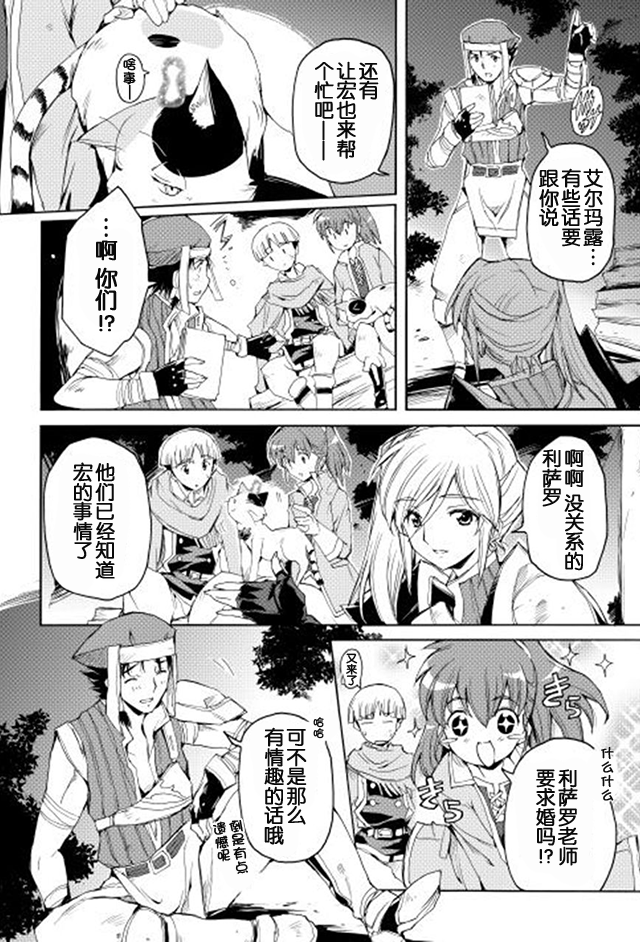 艾尔玛露…
有些话要
跟你说
还有
让宏也来帮
个忙吧——
啥事——
…啊 你们!?
啊啊 没关系的
利萨罗
他们已经知道
宏的事情了
什么什么
利萨罗老师
要求婚吗!?
きら
きら
又来了
哈哈
可不是那么
有情趣的话哦
倒是有点
遗憾呢